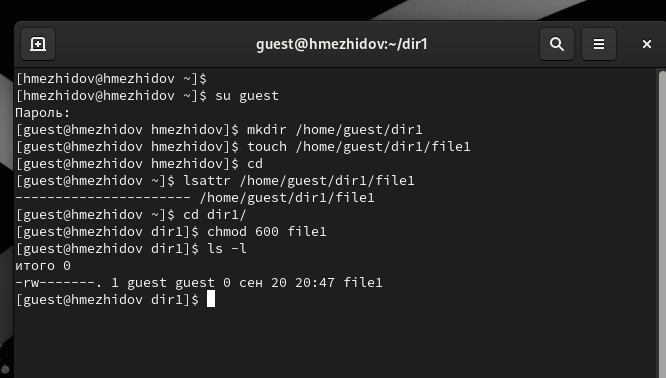 guest@hmezhidov:~/dir1
[hmezhidov@hmezhidov ~]$
[hmezhidov@hmezhidov ~]$ su guest
Пароль:
[guest@hmezhidov hmezhidov]$ mkdir /home/guest/dir1
[guest@hmezhidov hmezhidov]$ touch /home/guest/dir1/file1
[guest@hmezhidov hmezhidov]$ cd
[guest@hmezhidov ~]$ lsattr /home/guest/dir1/file1
---------------------- /home/guest/dir1/file1
[guest@hmezhidov ~]$ cd dir1/
[guest@hmezhidov dir1]$ chmod 600 file1
[guest@hmezhidov dir1]$ ls -l
итого 0
-rw-------. 1 guest guest 0 сен 20 20:47 file1
[guest@hmezhidov dir1]$